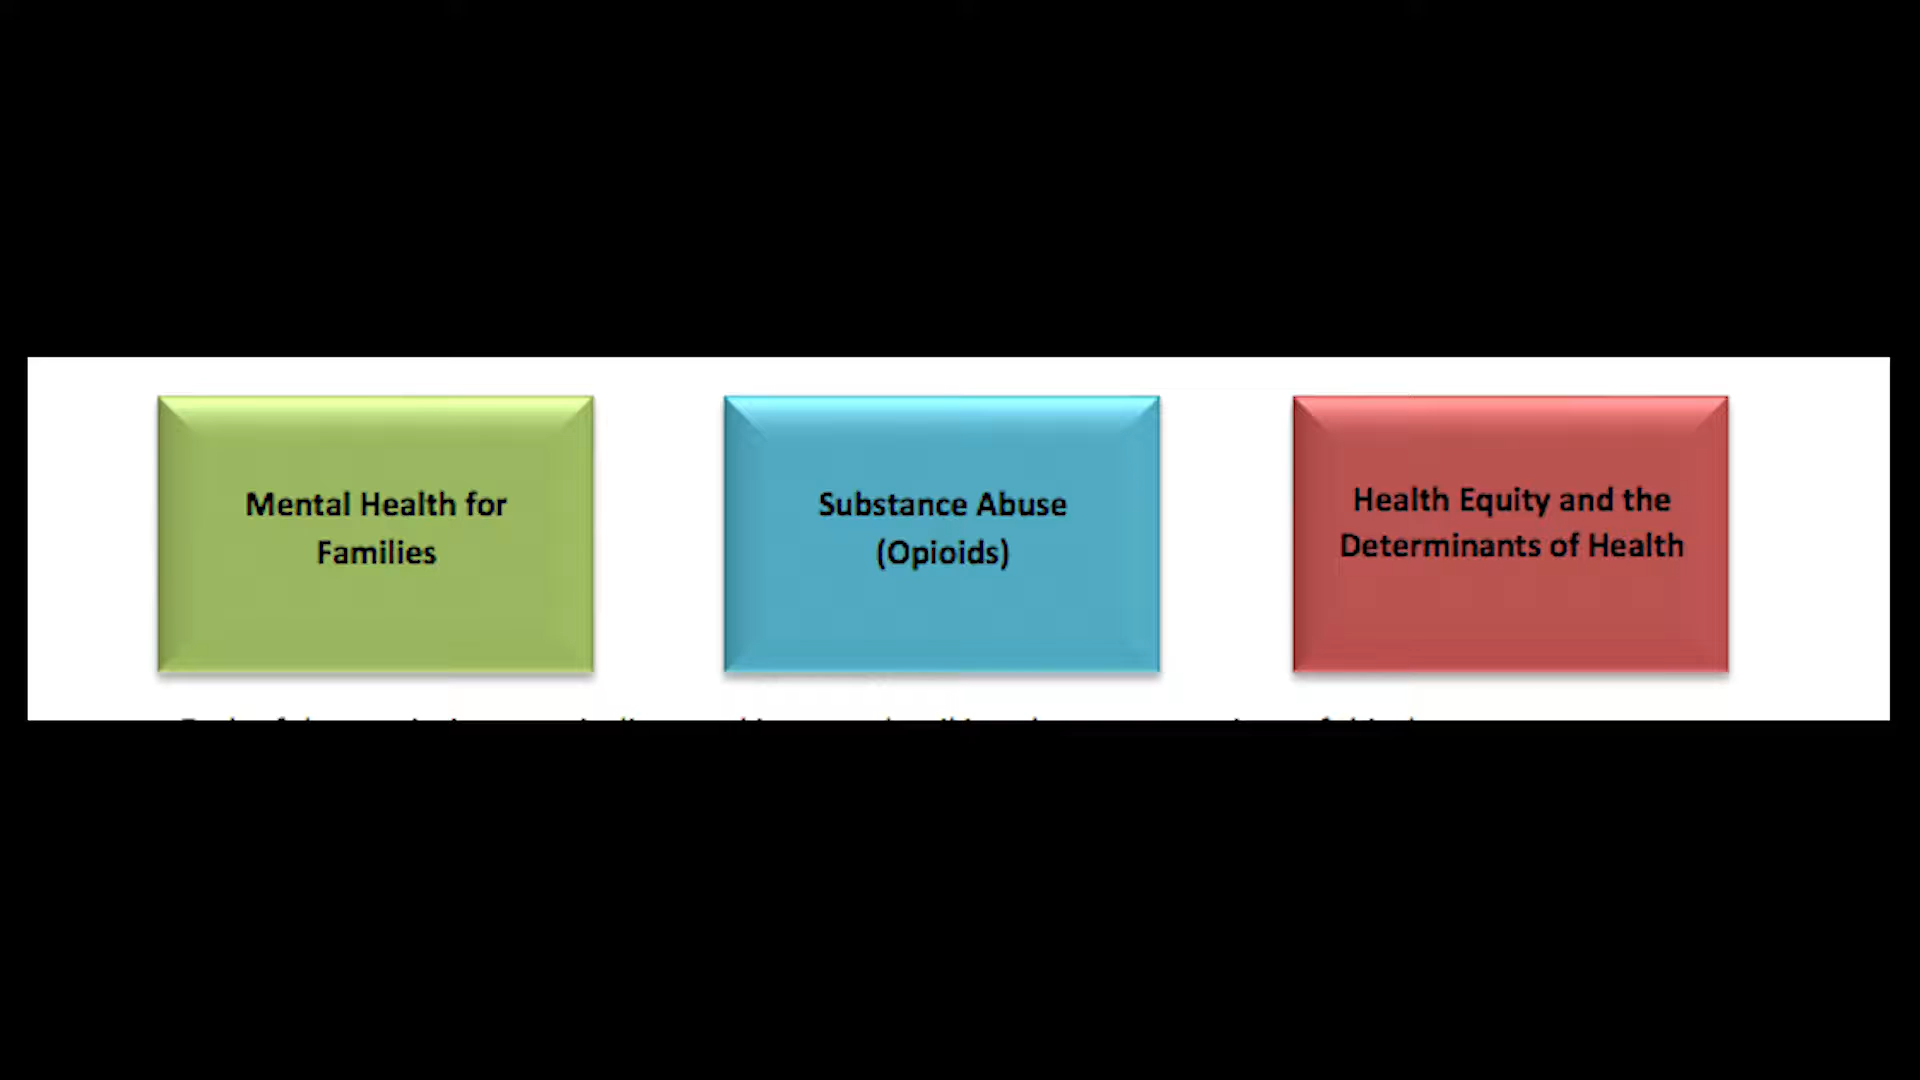 Mental Health for
Families
Substance Abuse
(Opioids)
Health Equity and the
Determinants of Health